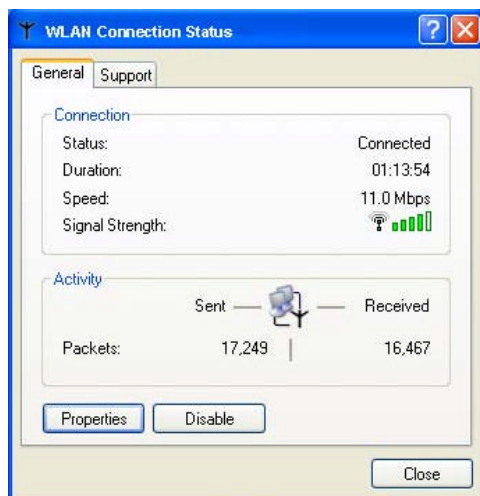 WLAN Connection Status
General Support
Connection
Status: Connected
Duration: 01:13:54
Speed: 11.0 Mbps
Signal Strength:
Activity
Sent Received
Packets: 17,249 16,467
Properties Disable
Close